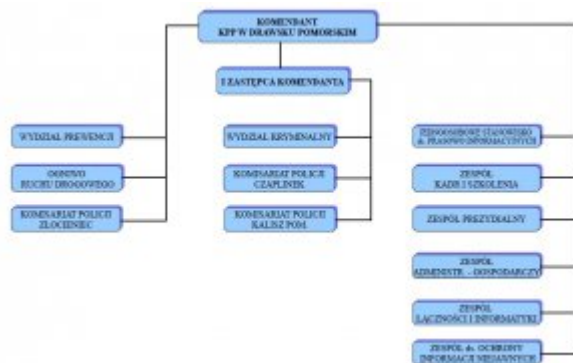 KOMENDANT
KPP W DRAWSKU POMORSKIM
I ZASTĘPCA KOMENDANTA
WYDZIAŁ PREWENCJI
OGNIWO
RUCHU DROGOWEGO
KOMISARIAT POLICJI
ZŁOCIENIEC
WYDZIAŁ KRYMINALNY
KOMISARIAT POLICJI
CZAPLINEK
KOMISARIAT POLICJI
KALISZ POM.
JEDNOOSOBOWE STANOWISKO
ds. PRASOWO INFORMACYJNYCH
ZESPÓŁ
KADR I SZKOLENIA
ZESPÓŁ PREZYDIALNY
ZESPÓŁ
ADMINISTR. - GOSPODARCZY
ZESPÓŁ
ŁĄCZNOŚCI I INFORMATYKI
ZESPÓŁ ds. OCHRONY
INFORMACJI NIEJAWNYCH